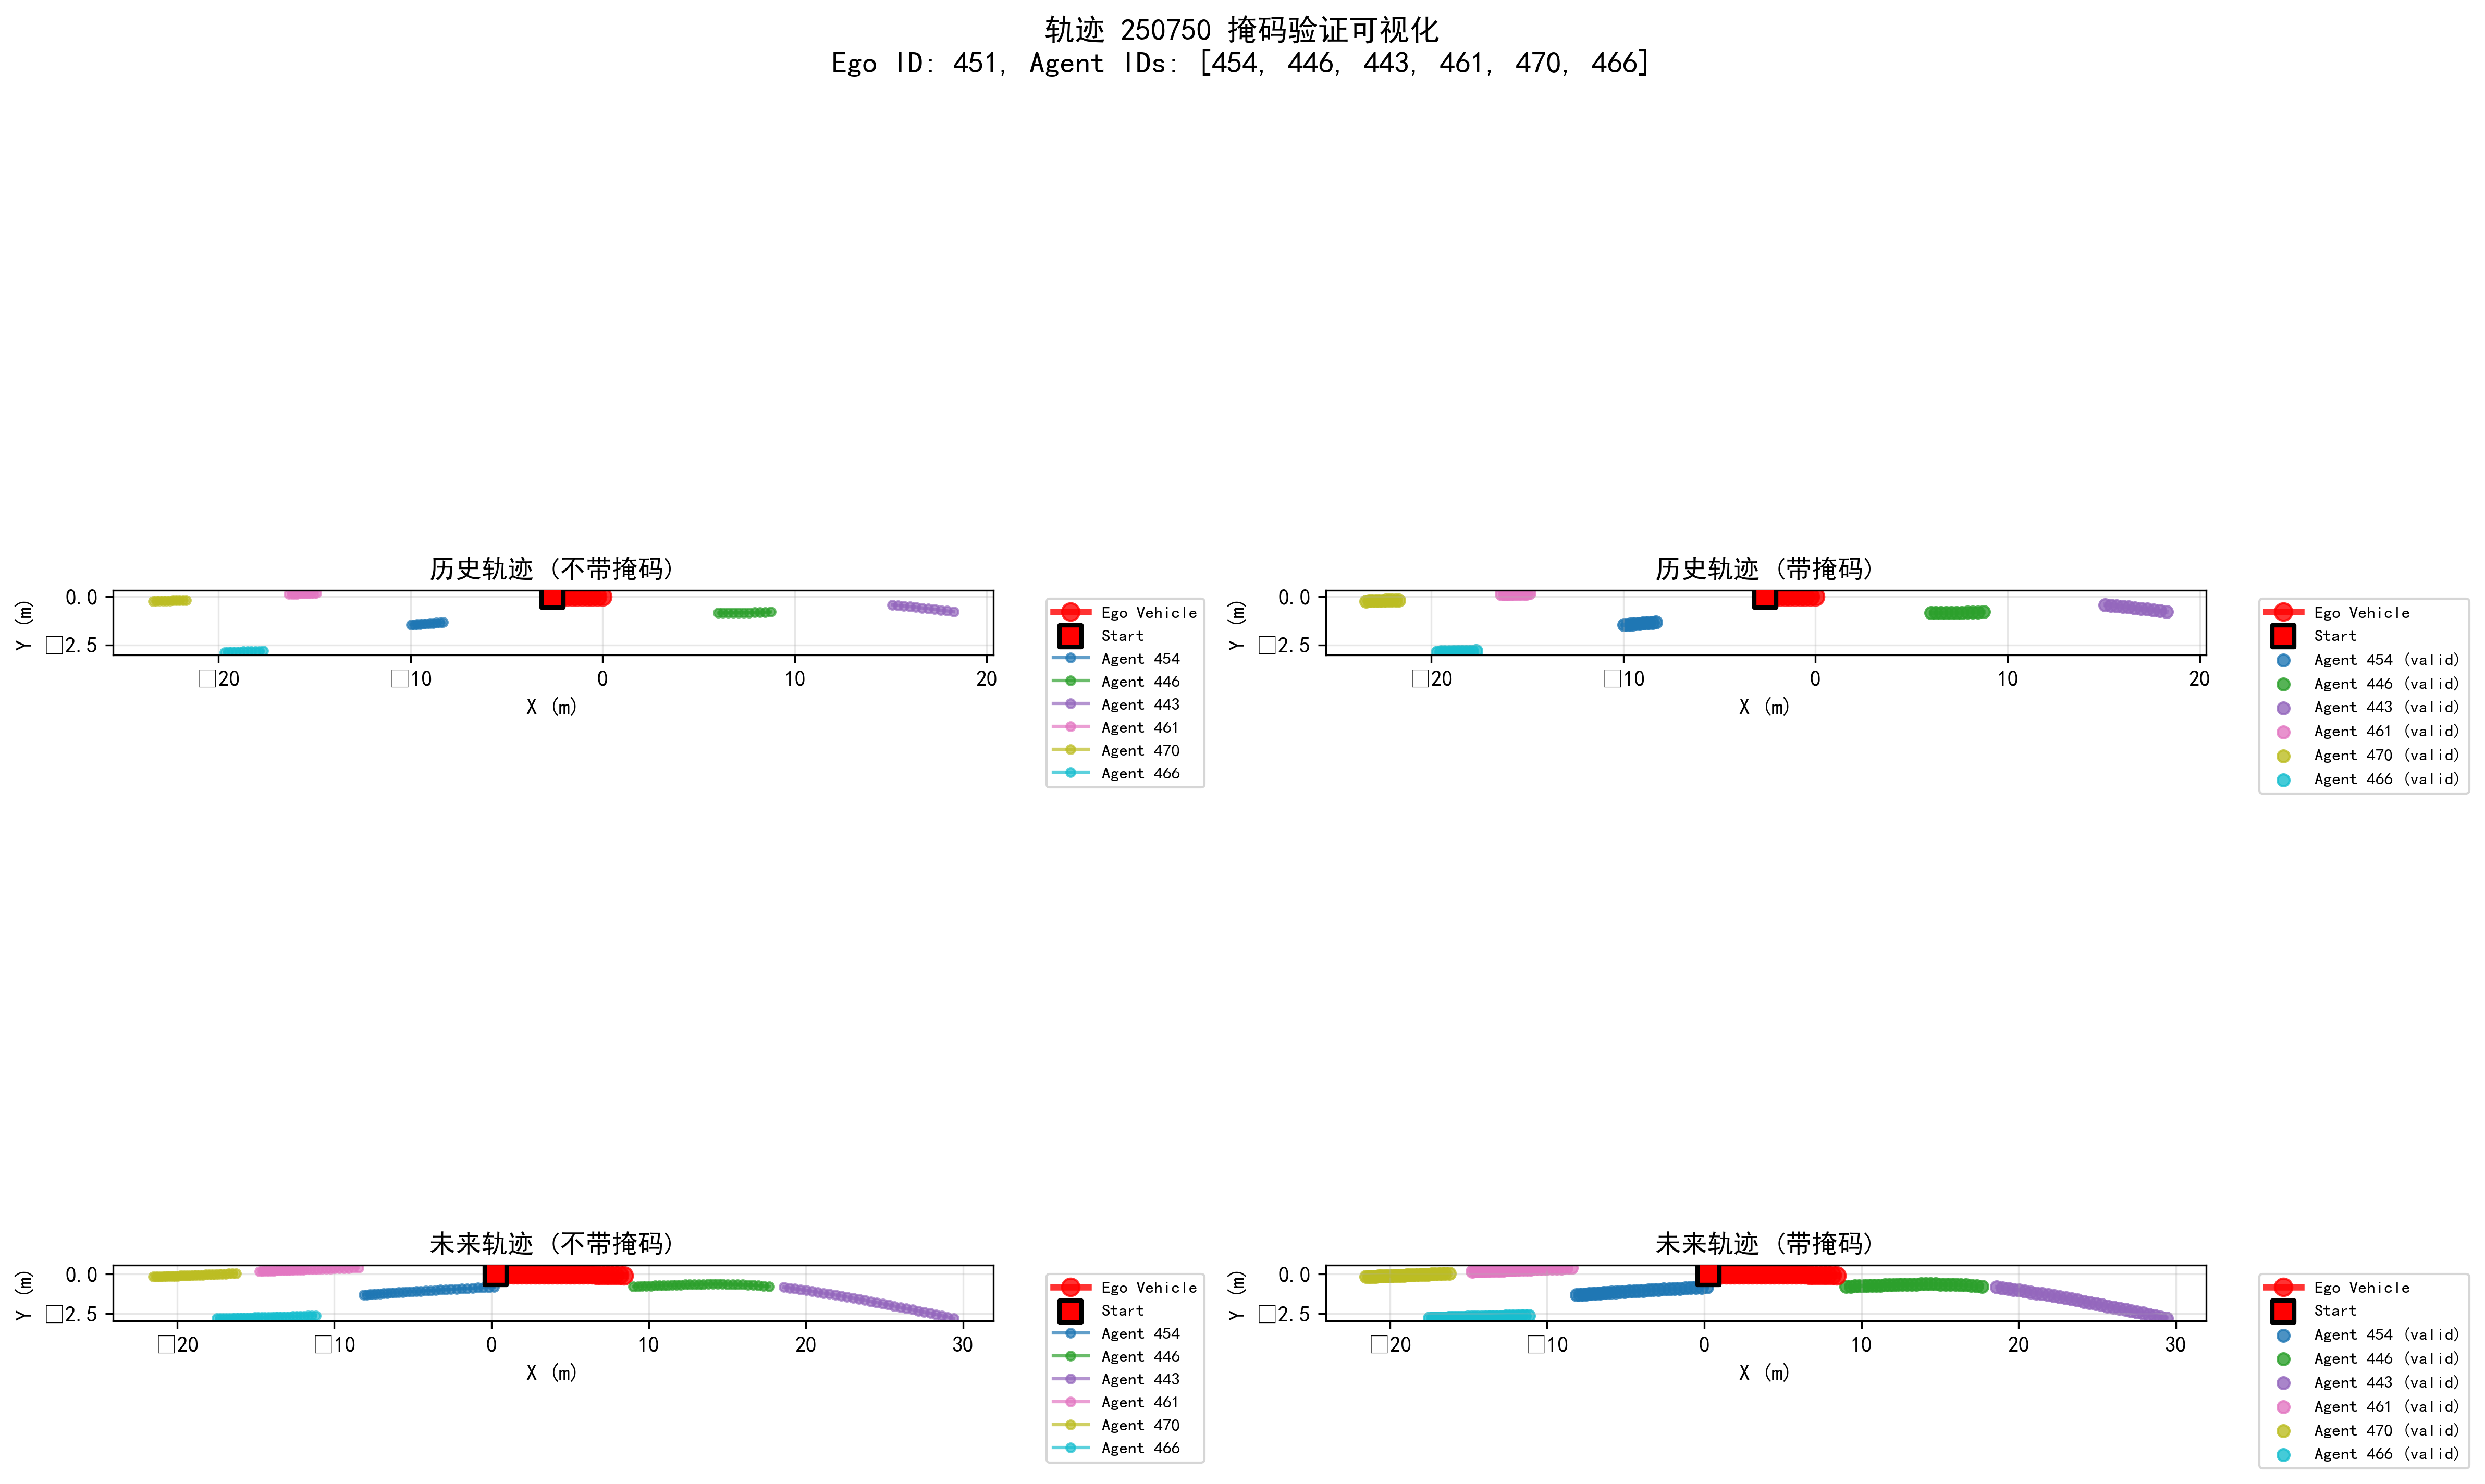 轨迹 250750 掩码验证可视化
Ego ID: 451, Agent IDs: [454, 446, 443, 461, 470, 466]
历史轨迹 (不带掩码)
0.0
□2.5
Y (m)
□20 □10 0 10 20
X (m)
Ego Vehicle
Start
Agent 454
Agent 446
Agent 443
Agent 461
Agent 470
Agent 466
历史轨迹 (带掩码)
0.0
□2.5
Y (m)
□20 □10 0 10 20
X (m)
Ego Vehicle
Start
Agent 454 (valid)
Agent 446 (valid)
Agent 443 (valid)
Agent 461 (valid)
Agent 470 (valid)
Agent 466 (valid)
未来轨迹 (不带掩码)
0.0
□2.5
Y (m)
□20 □10 0 10 20 30
X (m)
Ego Vehicle
Start
Agent 454
Agent 446
Agent 443
Agent 461
Agent 470
Agent 466
未来轨迹 (带掩码)
0.0
□2.5
Y (m)
□20 □10 0 10 20 30
X (m)
Ego Vehicle
Start
Agent 454 (valid)
Agent 446 (valid)
Agent 443 (valid)
Agent 461 (valid)
Agent 470 (valid)
Agent 466 (valid)